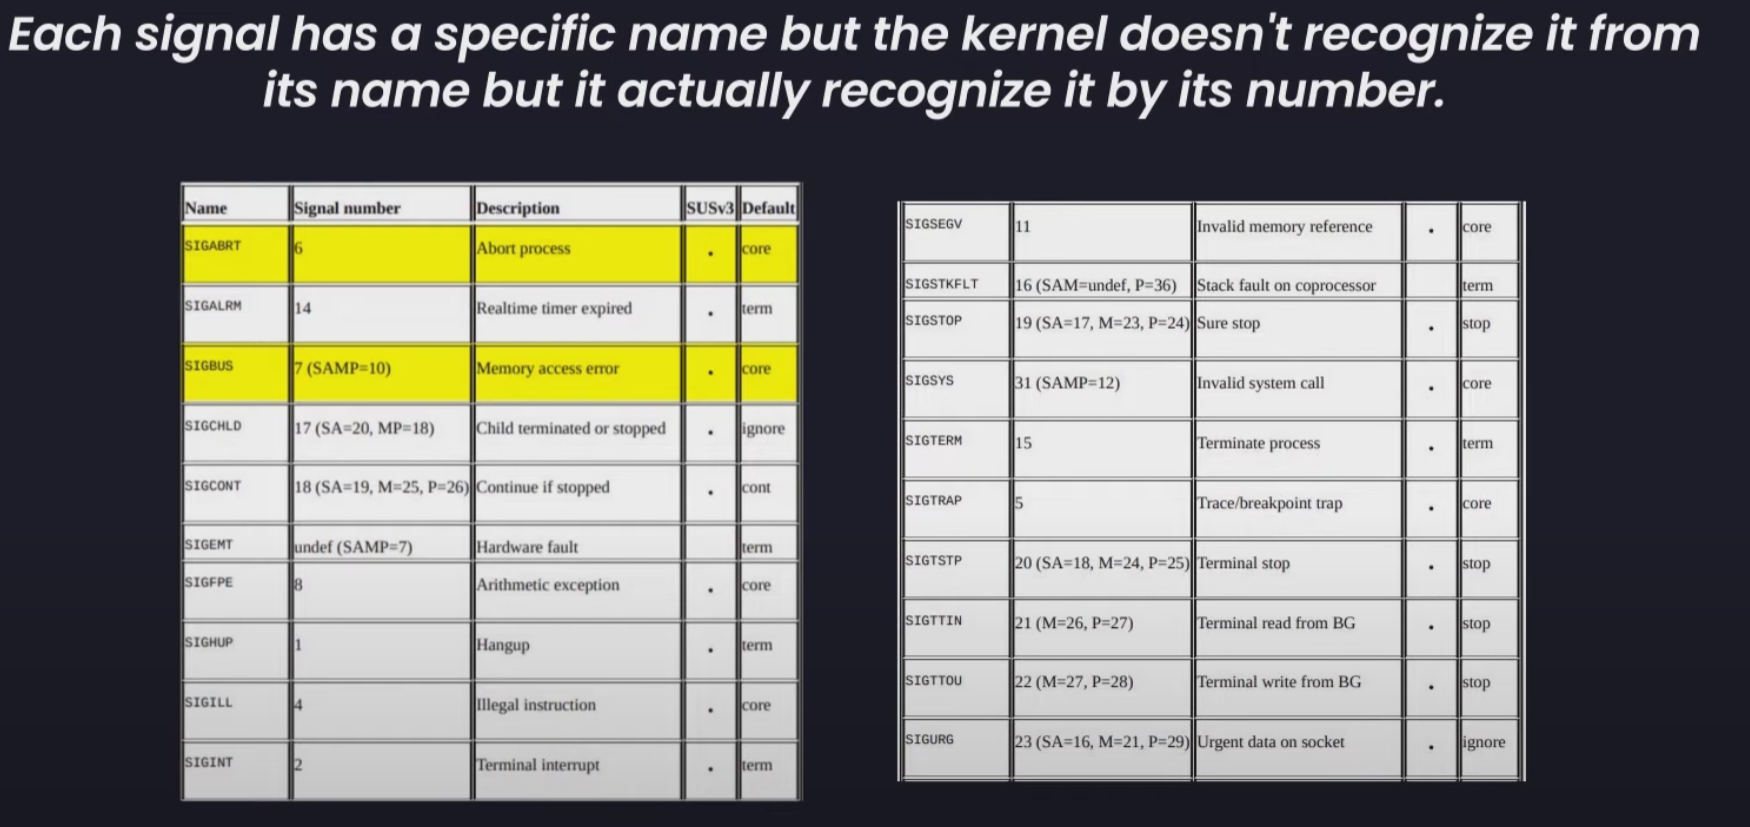 Each signal has a specific name but the kernel doesn't recognize it from
its name but it actually recognize it by its number.
Name Signal number Description SUSv3 Default
SIGABRT 6 Abort process • core
SIGALRM 14 Realtime timer expired • term
SIGBUS 7 (SAMP=10) Memory access error • core
SIGCHLD 17 (SA=20, MP=18) Child terminated or stopped • ignore
SIGCONT 18 (SA=19, M=25, P=26) Continue if stopped • cont
SIGEMT undef (SAMP=7) Hardware fault term
SIGFPE 8 Arithmetic exception • core
SIGHUP 1 Hangup • term
SIGILL 4 Illegal instruction • core
SIGINT 2 Terminal interrupt • term
SIGSEGV 11 Invalid memory reference • core
SIGSTKFLT 16 (SAM=undef, P=36) Stack fault on coprocessor term
SIGSTOP 19 (SA=17, M=23, P=24) Sure stop • stop
SIGSYS 31 (SAMP=12) Invalid system call • core
SIGTERM 15 Terminate process • term
SIGTRAP 5 Trace/breakpoint trap • core
SIGTSTP 20 (SA=18, M=24, P=25) Terminal stop • stop
SIGTTIN 21 (M=26, P=27) Terminal read from BG • stop
SIGTTOU 22 (M=27, P=28) Terminal write from BG • stop
SIGURG 23 (SA=16, M=21, P=29) Urgent data on socket • ignore